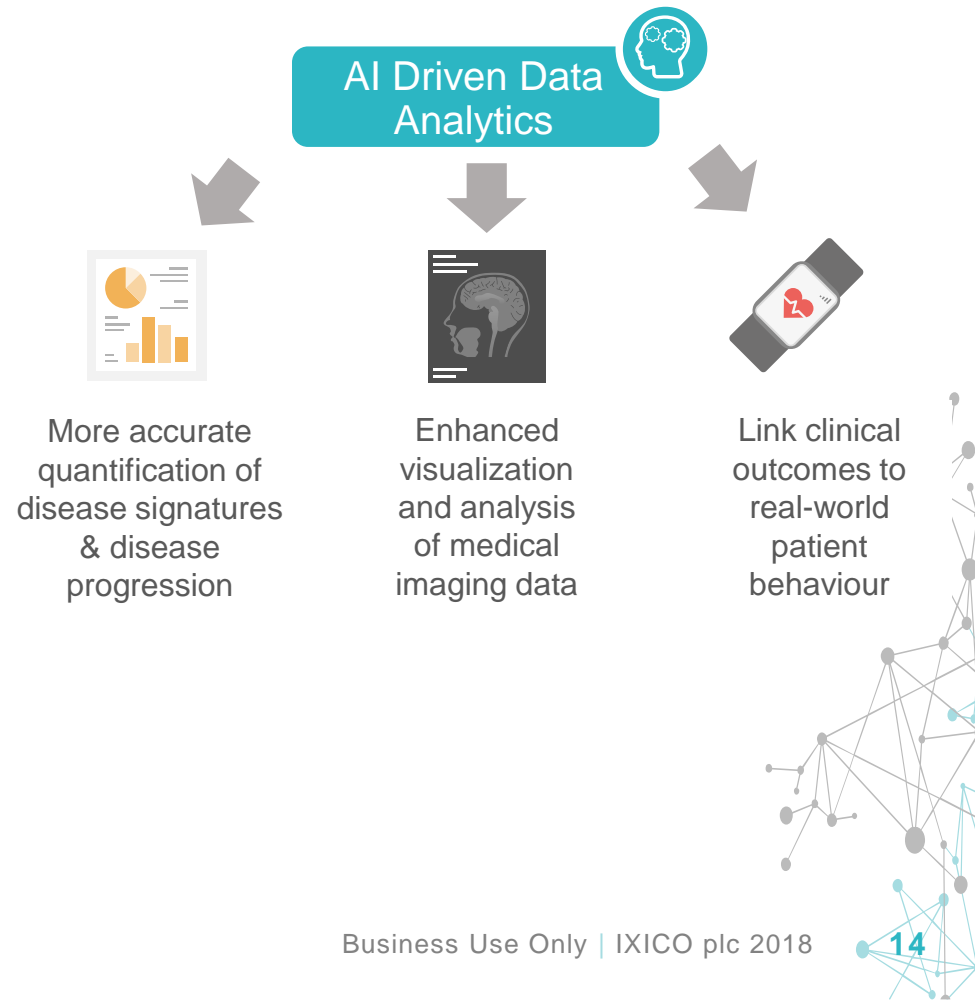 AI Driven Data
Analytics
More accurate
quantification of
disease signatures
& disease
progression
Enhanced
visualization
and analysis
of medical
imaging data
Link clinical
outcomes to
real-world
patient
behaviour
Business Use Only | IXICO plc 2018
14